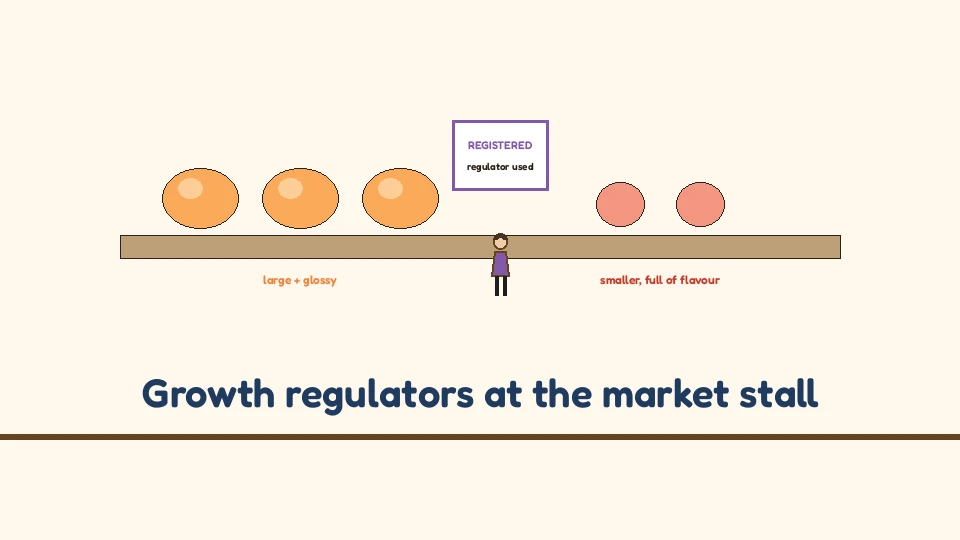 REGISTERED
regulator used
large + glossy
smaller, full of flavour
Growth regulators at the market stall